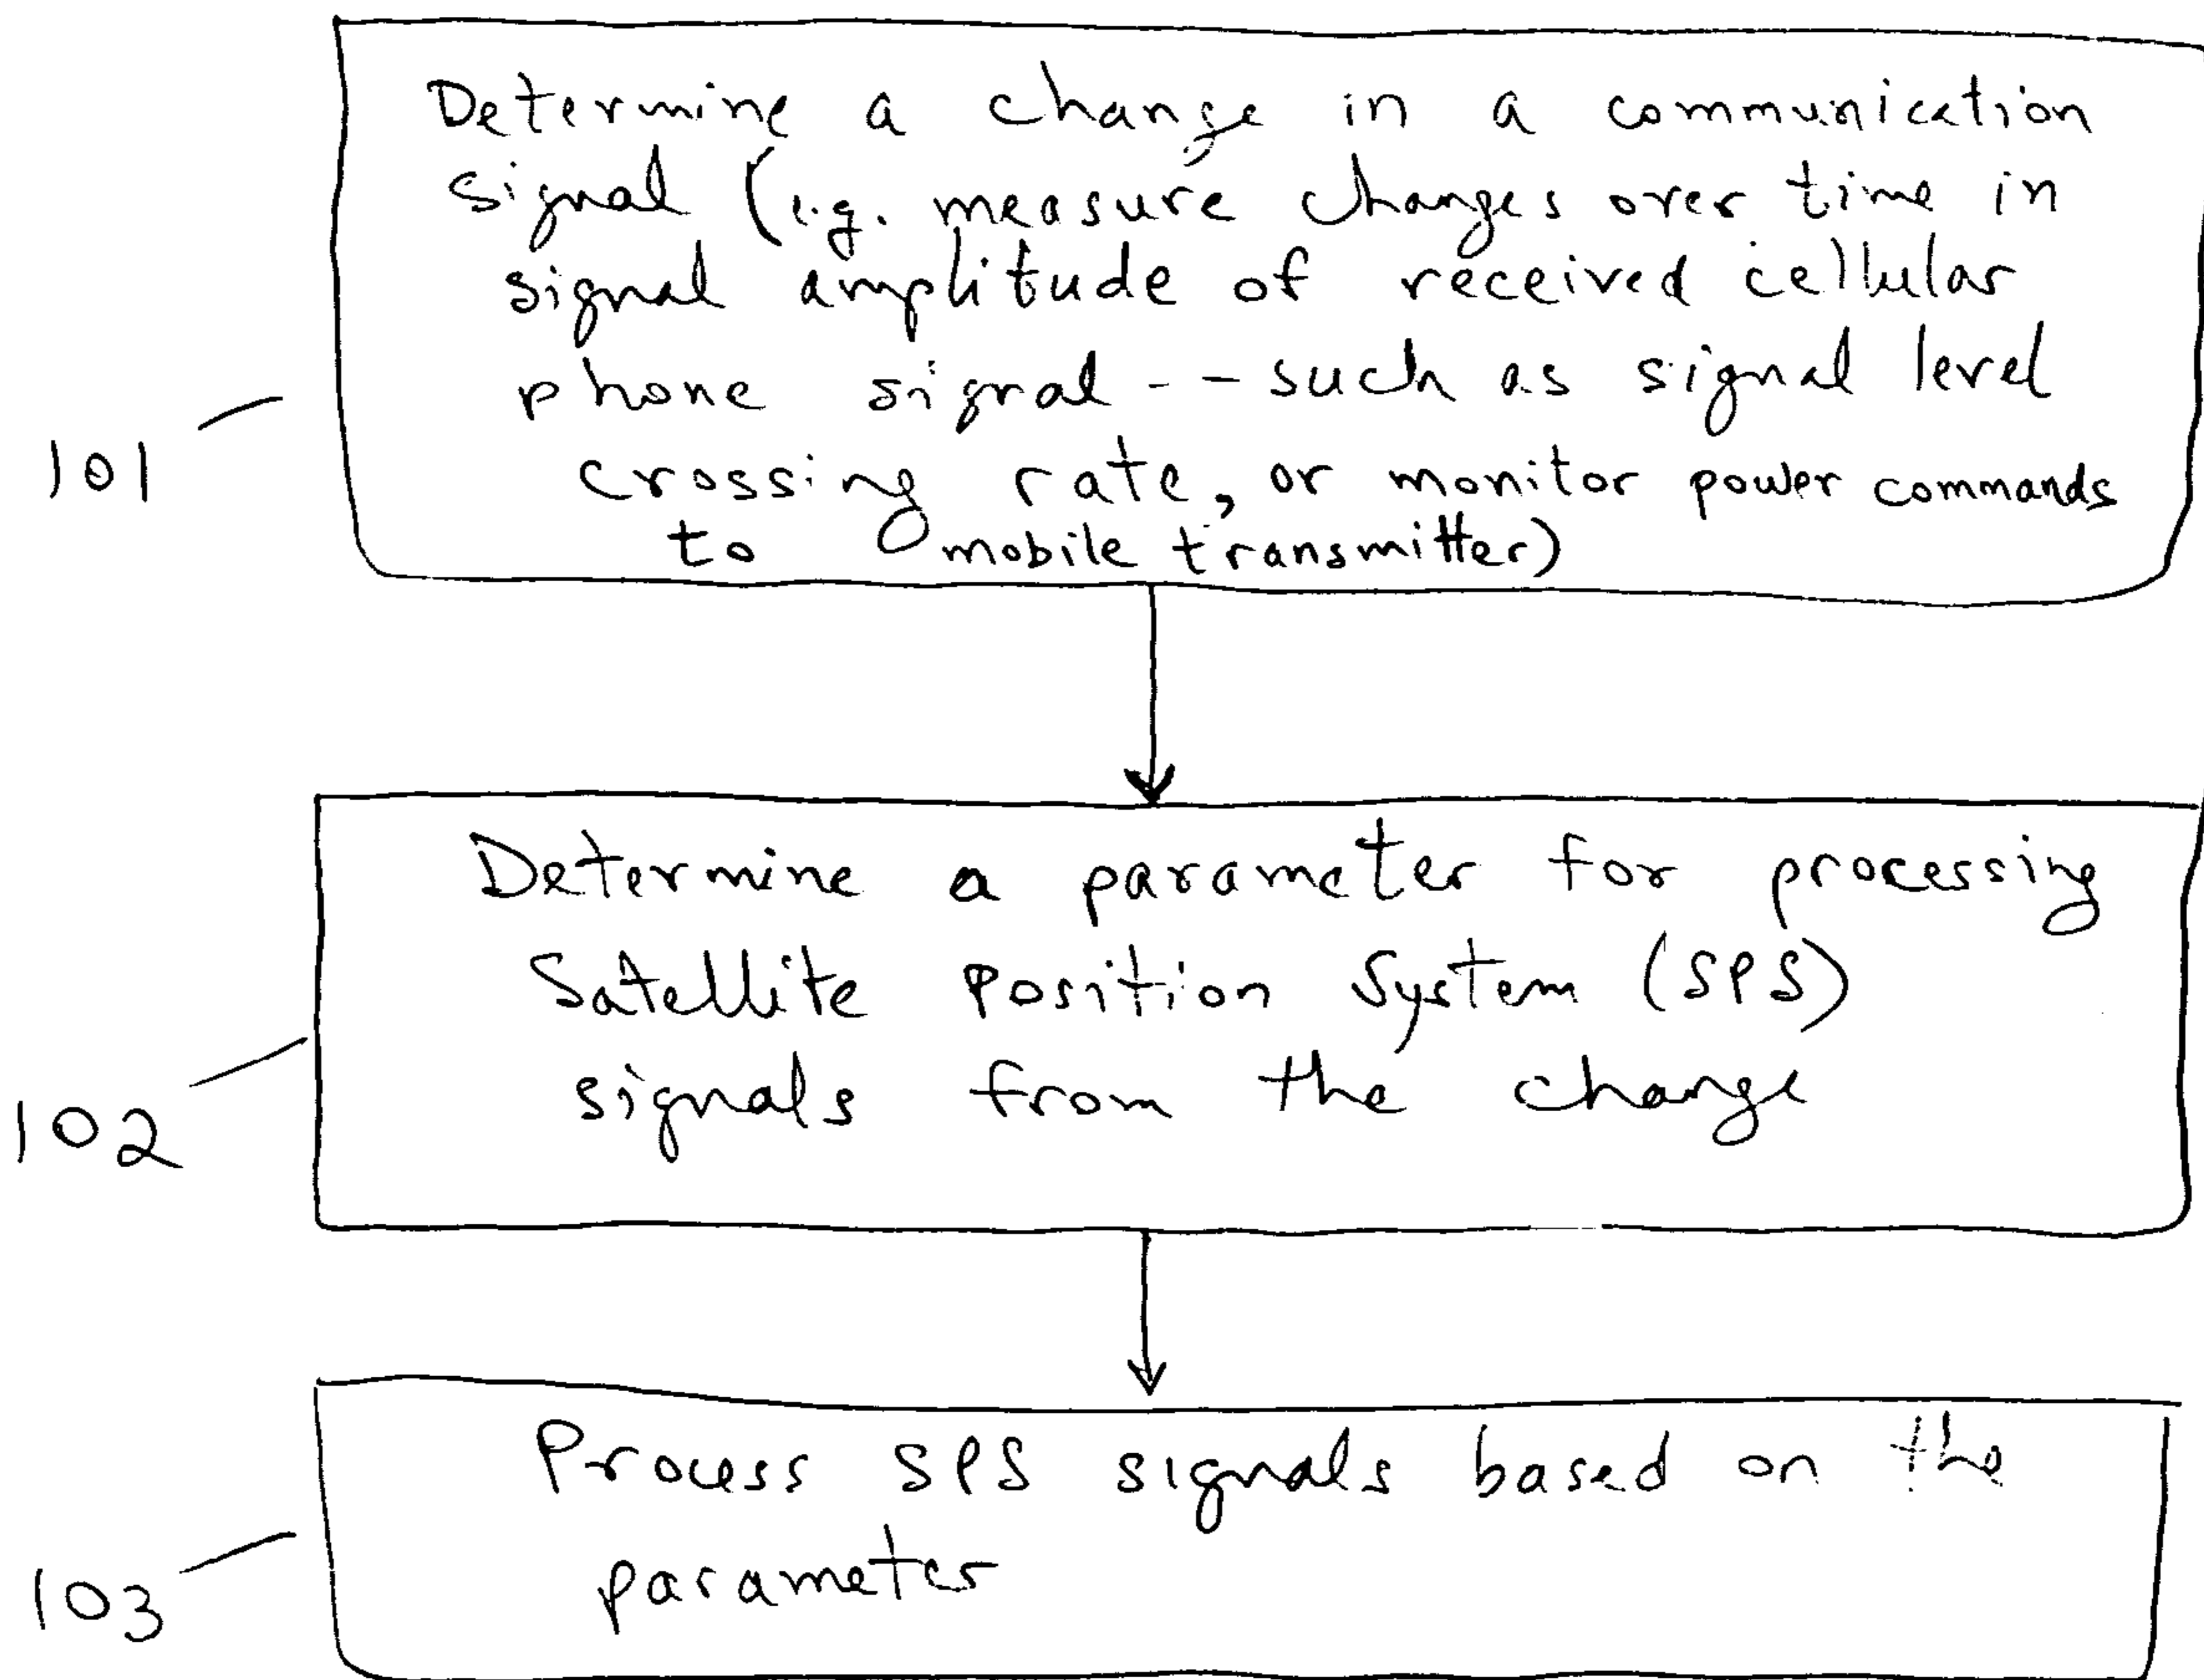 Determine a change in a communication
signal (e.g. measure changes over time in
signal amplitude of received cellular
phone signal -- such as signal level
101
crossing rate, or monitor power commands
to mobile transmitter)
Determine a parameter for processing
Satellite Position System (SPS)
signals from the change
102
Process SPS signals based on the
parameter
103